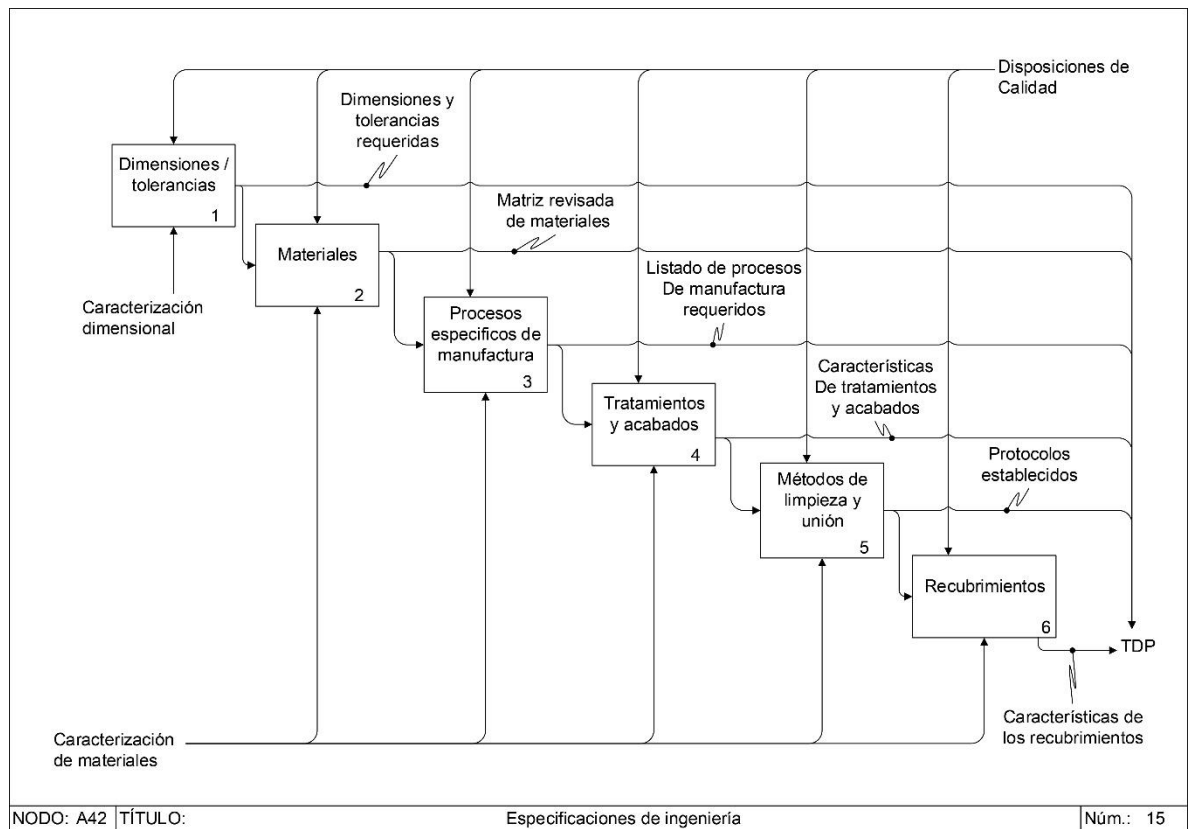 Disposiciones de
Calidad
Dimensiones y
tolerancias
requeridas
Dimensiones /
tolerancias
1
Matriz revisada
de materiales
Materiales
2
Listado de procesos
De manufactura
requeridos
Caracterización
dimensional
Procesos
especificos de
manufactura
3
Características
De tratamientos
y acabados
Tratamientos
y acabados
4
Protocolos
establecidos
Métodos de
limpieza y
unión
5
Recubrimientos
6
TDP
Características de
los recubrimientos
Caracterización
de materiales
NODO: A42 TÍTULO: Especificaciones de ingeniería Núm.: 15